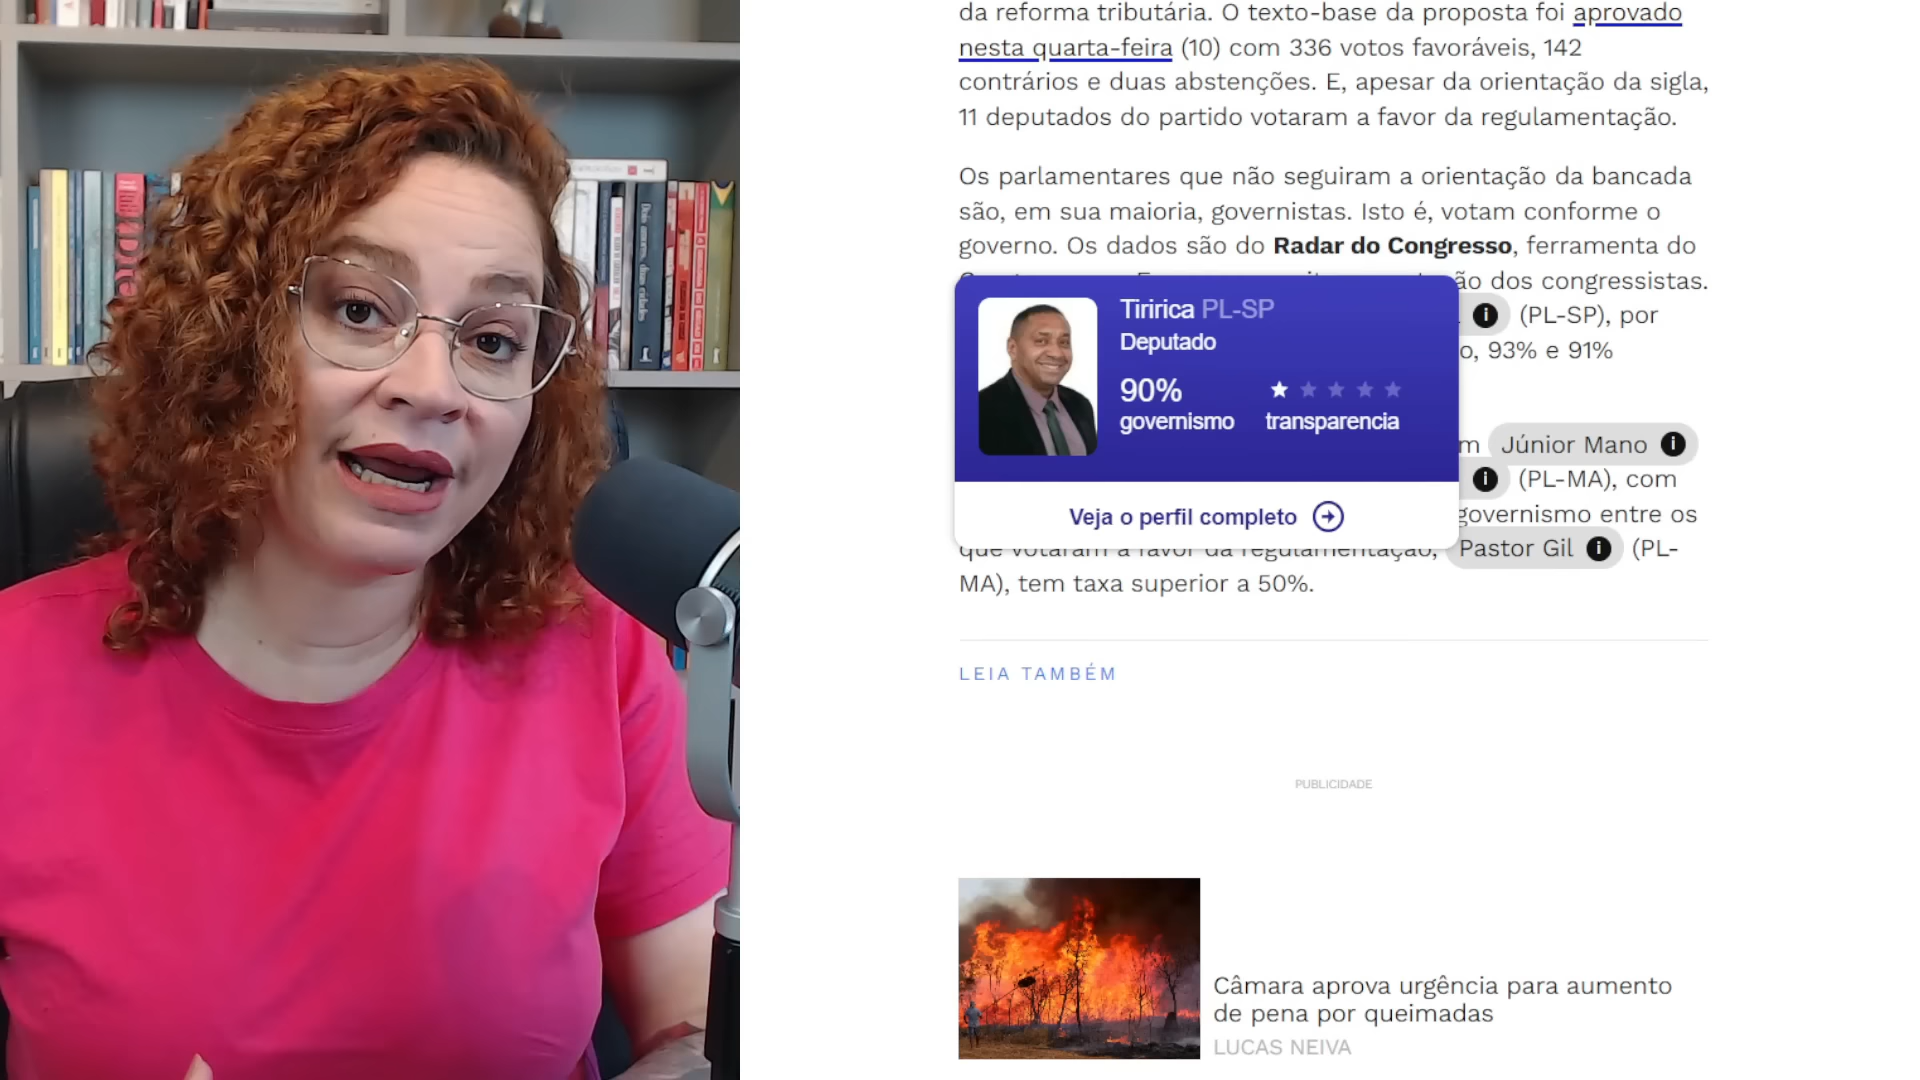 da reforma tributária. O texto-base da proposta foi aprovado
nesta quarta-feira (10) com 336 votos favoráveis, 142
contrários e duas abstenções. E, apesar da orientação da sigla,
11 deputados do partido votaram a favor da regulamentação.
Os parlamentares que não seguiram a orientação da bancada
são, em sua maioria, governistas. Isto é, votam conforme o
governo. Os dados são do Radar do Congresso, ferramenta do
ão dos congressistas.
(PL-SP), por
o, 93% e 91%
Tiririca PL-SP
Deputado
90%
governismo
transparencia
Veja o perfil completo
m Júnior Mano
(PL-MA), com
governismo entre os
que votaram a favor da regulamentação, Pastor Gil (PL-
MA), tem taxa superior a 50%.
LEIA TAMBÉM
PUBLICIDADE
Câmara aprova urgência para aumento
de pena por queimadas
LUCAS NEIVA